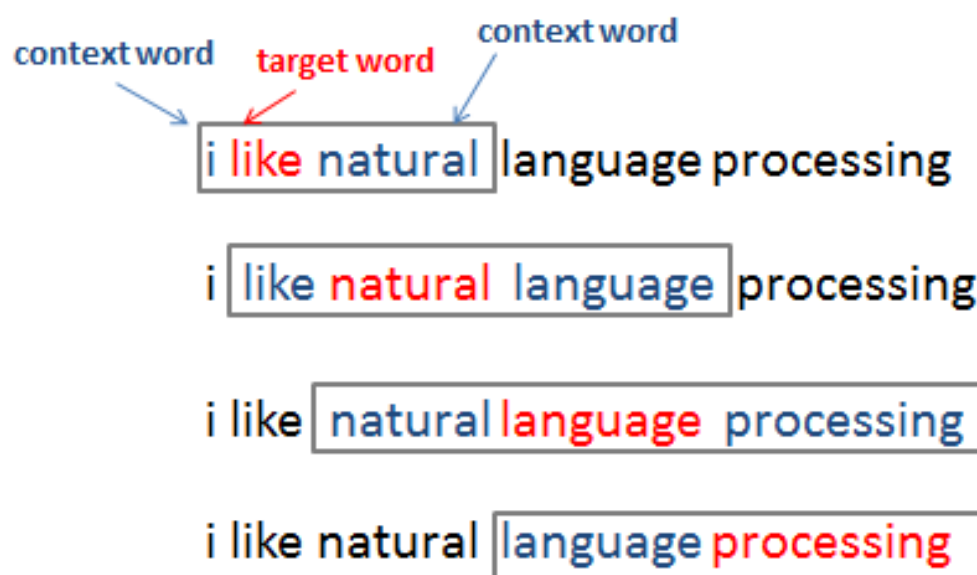 context word
target word
context word
i like natural language processing
i like natural language processing
i like natural language processing
i like natural language processing